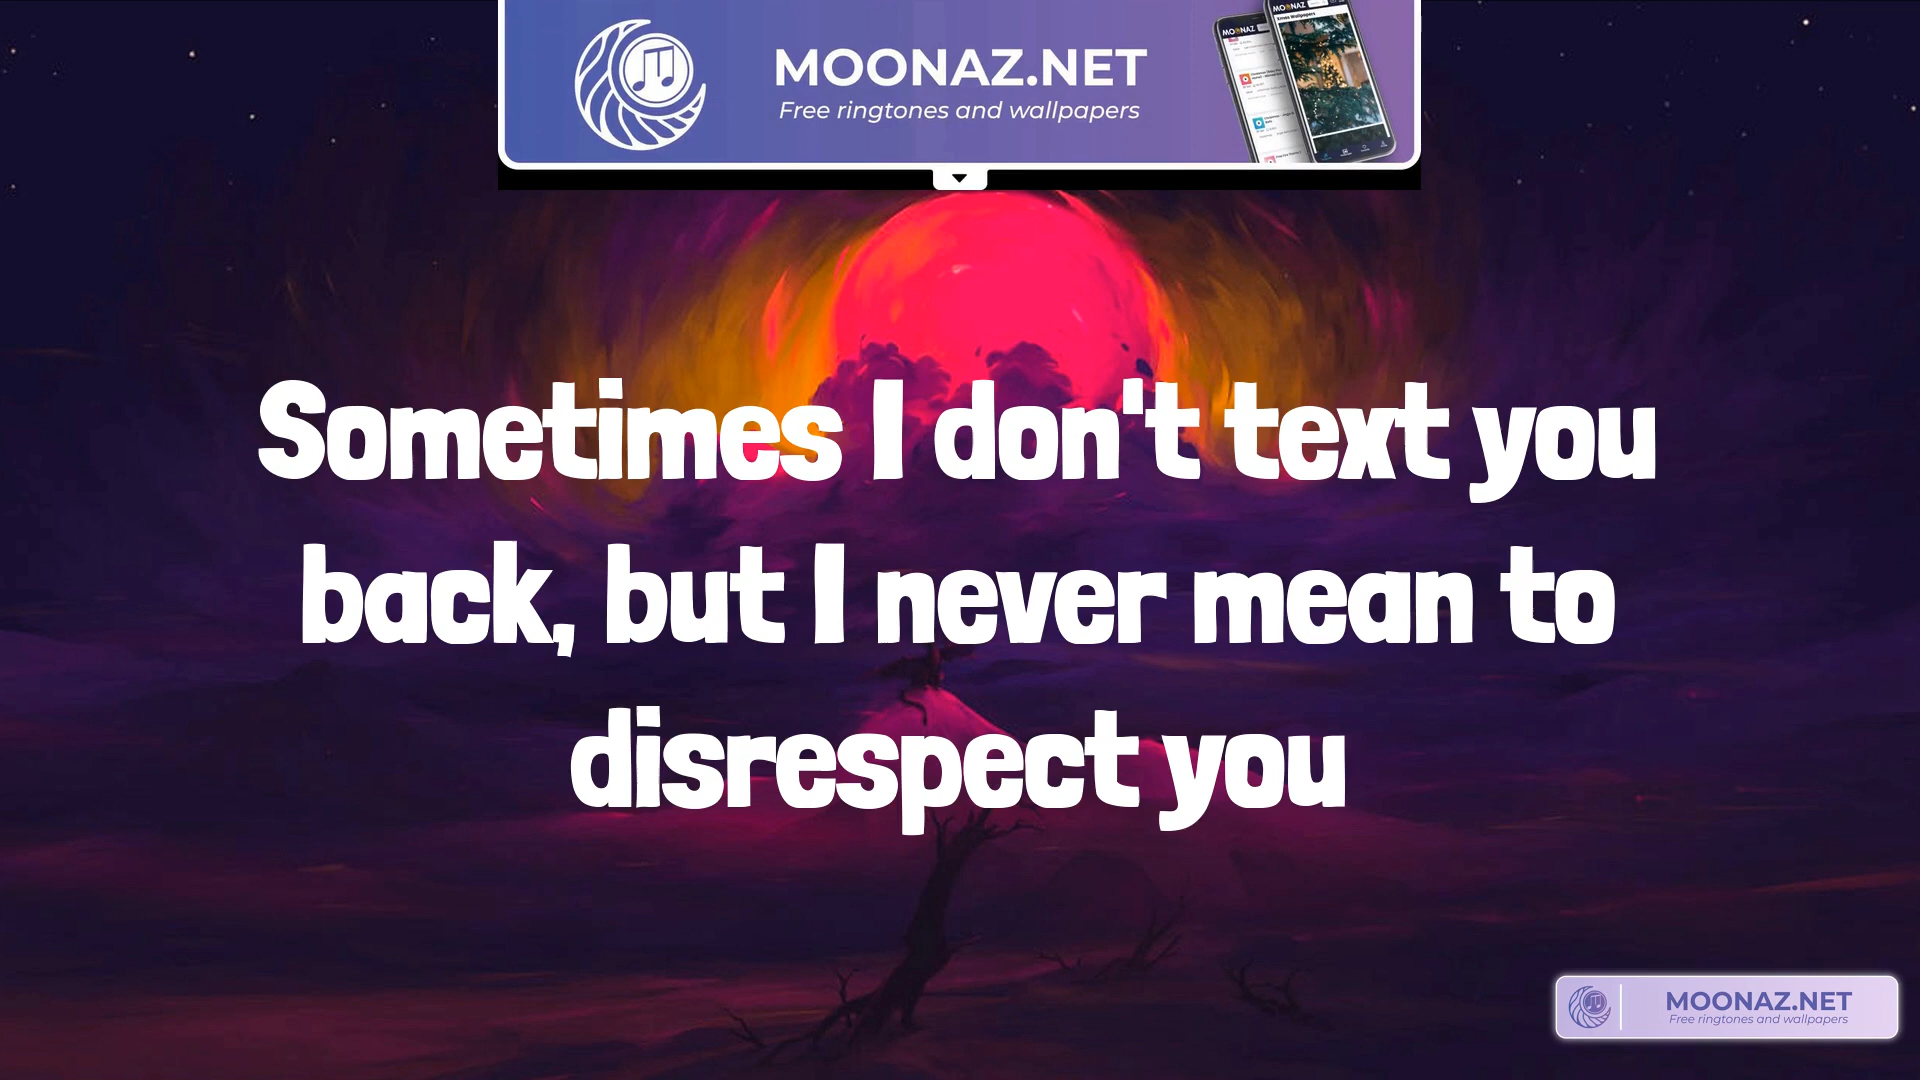 MOONAZ.NET
Free ringtones and wallpapers
Sometimes I don't text you
back, but I never mean to
disrespect you
MOONAZ.NET
Free ringtones and wallpapers